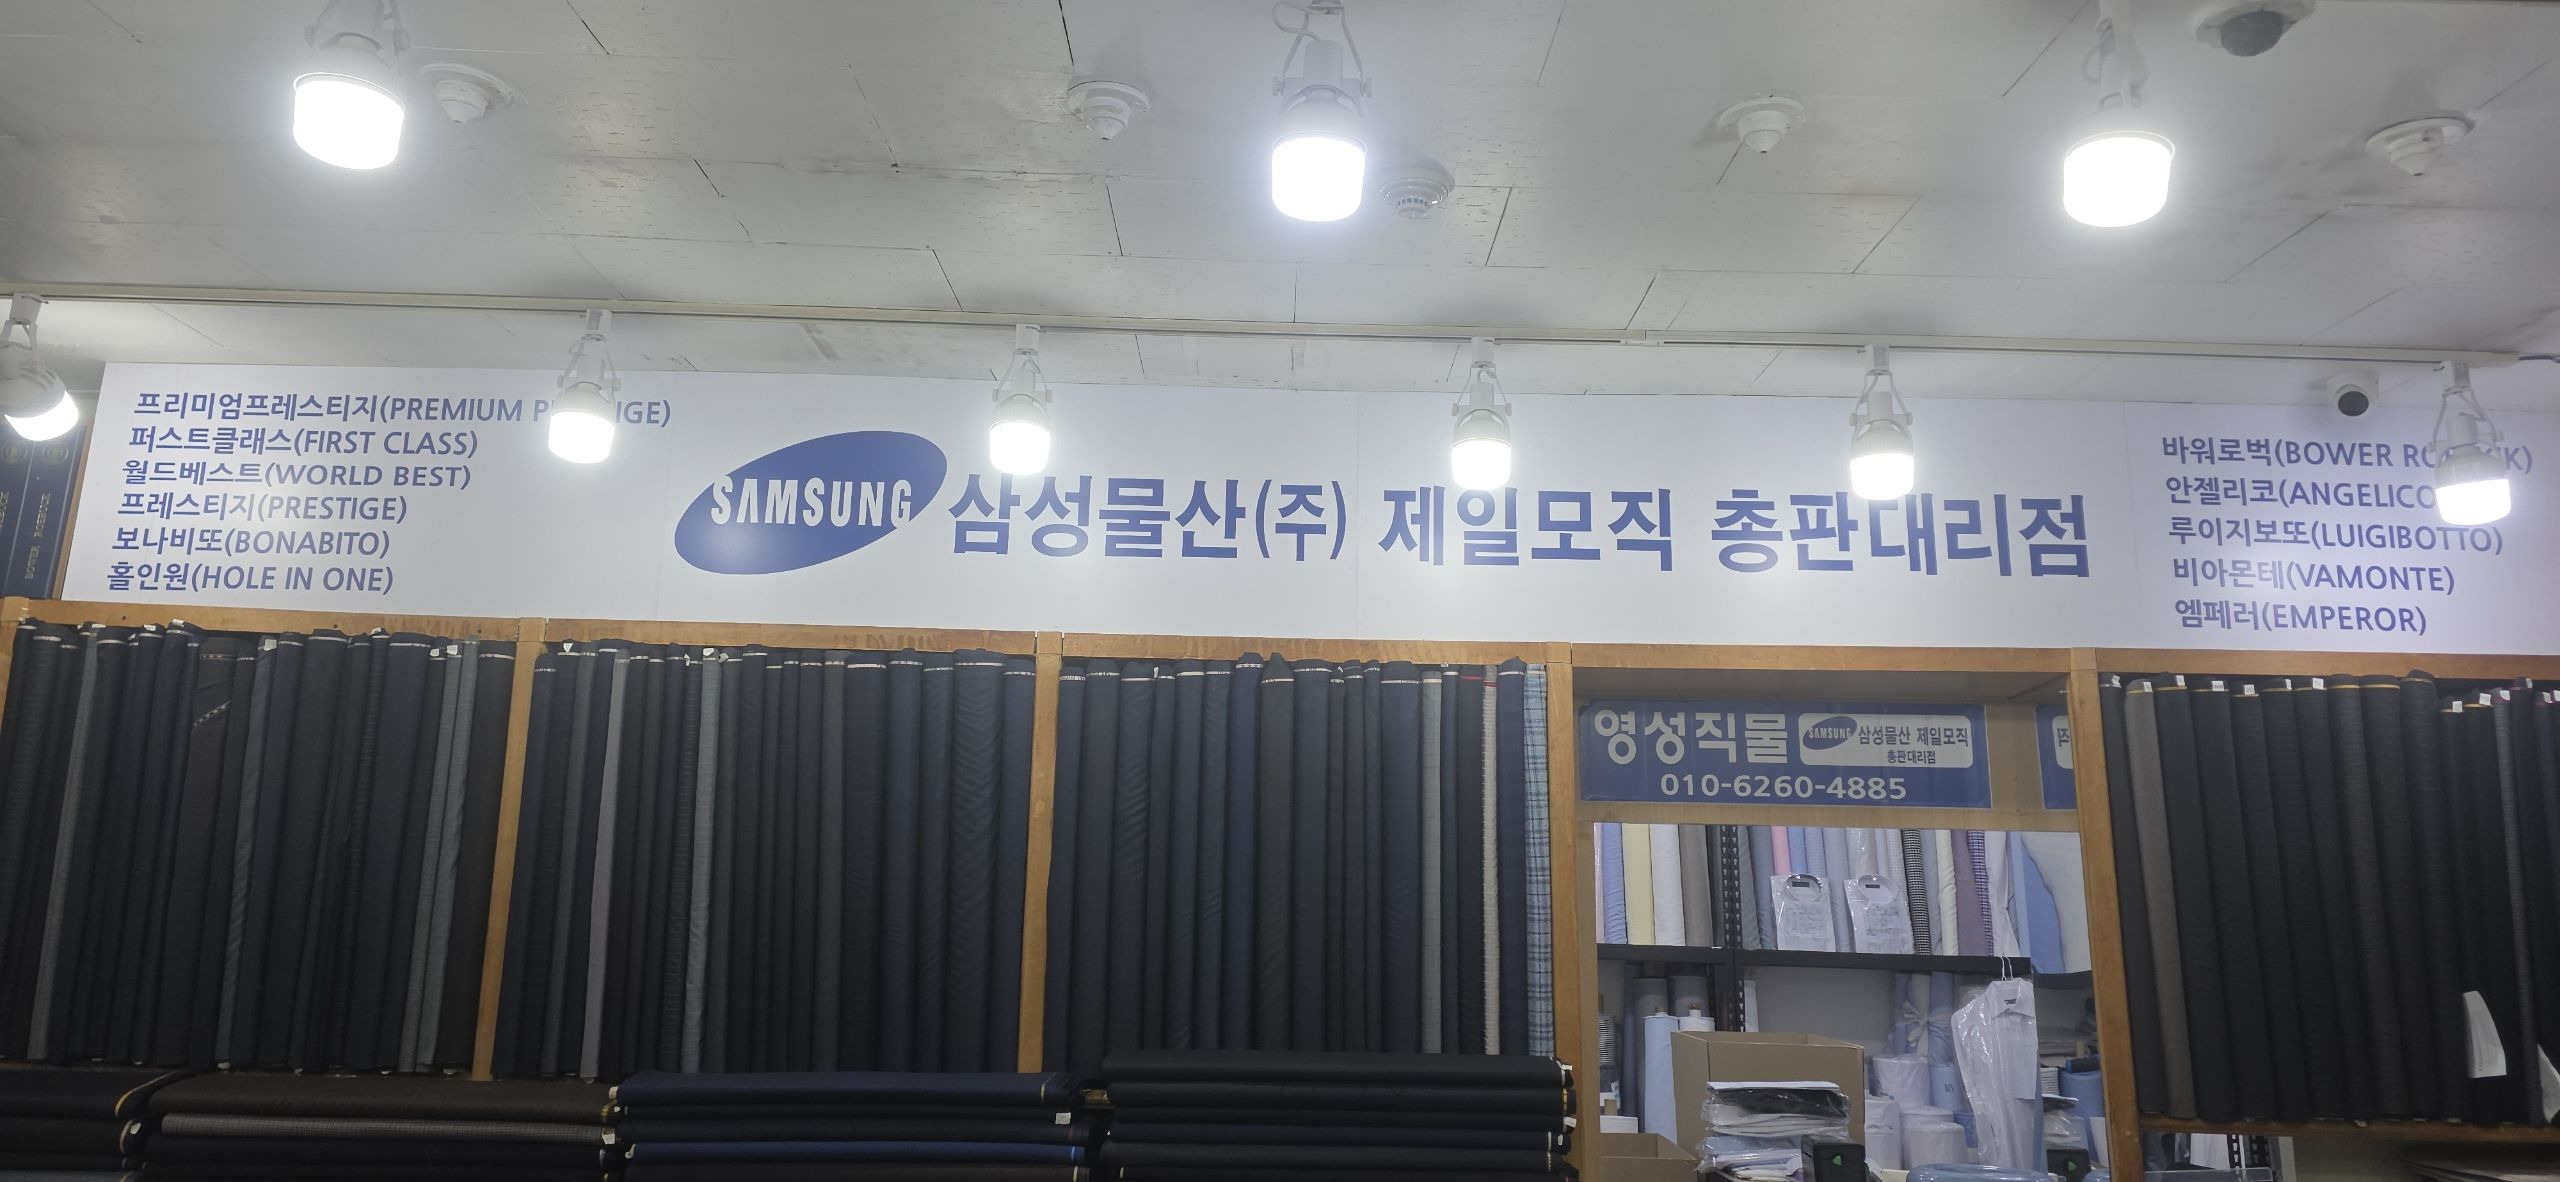 프리미엄프레스티지(PREMIUM
퍼스트클래스(FIRST CLASS)
월드베스트(WORLD BEST)
프레스티지(PRESTIGE)
보나비또(BONABITO)
홀인원(HOLE IN ONE)
SAMSUNG 삼성물산(주) 제일모직 총판대리점
바워로벅(BOWER
안젤리코(ANGELICO
루이지보또(LUIGIBOTTO)
비아몬테(VAMONTE)
엠페러(EMPEROR)
영성직물 SAMSUNG 삼성물산 제일모직
총판대리점
010-6260-4885
BOWER ROEBUCK